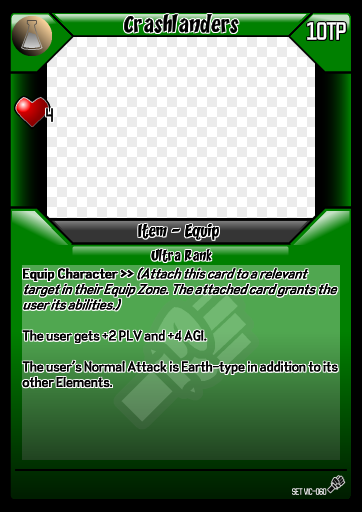 Crashlanders
10TP
4
Item - Equip
Ultra Rank
Equip Character >> (Attach this card to a relevant
target in their Equip Zone. The attached card grants the
user its abilities.)
The user gets +2 PLV and +4 AGI.
The user's Normal Attack is Earth-type in addition to its
other Elements.
SET VIC-060